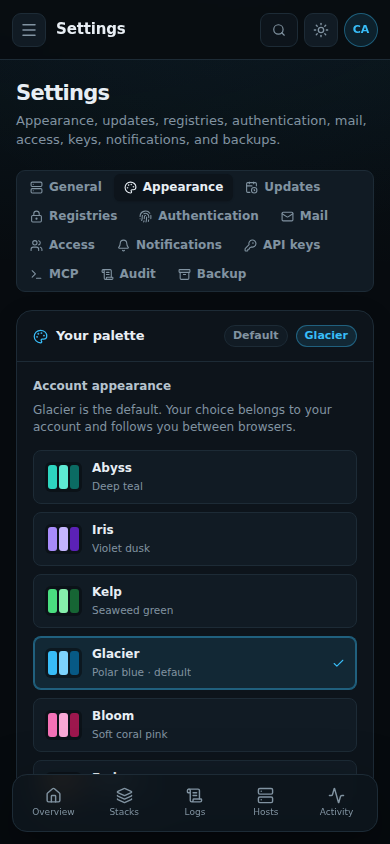 Settings
CA
Settings
Appearance, updates, registries, authentication, mail,
access, keys, notifications, and backups.
General
Appearance
Updates
Registries
Authentication
Mail
Access
Notifications
API keys
MCP
Audit
Backup
Your palette
Default
Glacier
Account appearance
Glacier is the default. Your choice belongs to your
account and follows you between browsers.
Abyss
Deep teal
Iris
Violet dusk
Kelp
Seaweed green
Glacier
Polar blue · default
Bloom
Soft coral pink
Overview
Stacks
Logs
Hosts
Activity